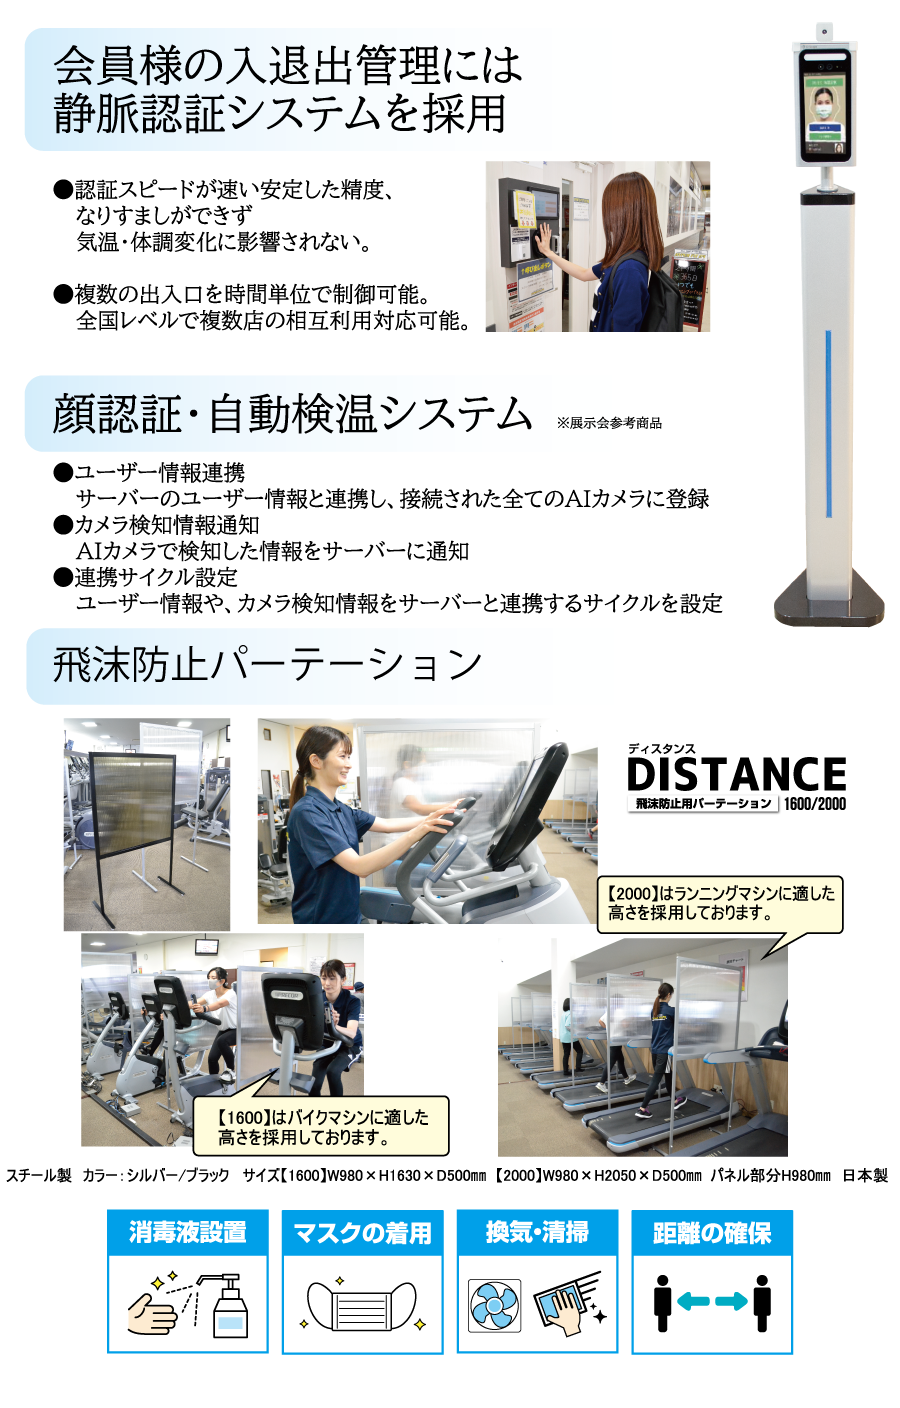 会員様の入退出管理には
静脈認証システムを採用
●認証スピードが速い安定した精度、
なりすましができず
気温・体調変化に影響されない。
●複数の出入口を時間単位で制御可能。
全国レベルで複数店の相互利用対応可能。
顔認証・自動検温システム ※展示会参考商品
●ユーザー情報連携
サーバーのユーザー情報と連携し、接続された全てのAIカメラに登録
●カメラ検知情報通知
AIカメラで検知した情報をサーバーに通知
●連携サイクル設定
ユーザー情報や、カメラ検知情報をサーバーと連携するサイクルを設定
飛沫防止パーテーション
ディスタンス
DISTANCE
飛沫防止用パーテーション 1600/2000
【2000】はランニングマシンに適した
高さを採用しております。
【1600】はバイクマシンに適した
高さを採用しております。
スチール製 カラー：シルバー/ブラック サイズ【1600】W980×H1630×D500㎜ 【2000】W980×H2050×D500㎜ パネル部分H980㎜ 日本製
消毒液設置
マスクの着用
換気・清掃
距離の確保